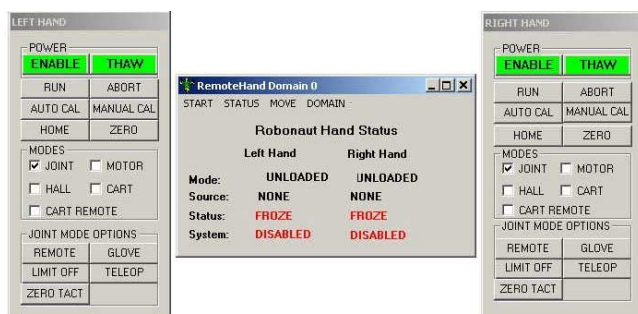 LEFT HAND
POWER
ENABLE THAW
RUN ABORT
AUTO CAL MANUAL CAL
HOME ZERO
MODES
JOINT MOTOR
HALL CART
CART REMOTE
JOINT MODE OPTIONS
REMOTE GLOVE
LIMIT OFF TELEOP
ZERO TACT
RemoteHand Domain 0
START STATUS MOVE DOMAIN
Robonaut Hand Status
Left Hand Right Hand
Mode: UNLOADED UNLOADED
Source: NONE NONE
Status: FROZE FROZE
System: DISABLED DISABLED
RIGHT HAND
POWER
ENABLE THAW
RUN ABORT
AUTO CAL MANUAL CAL
HOME ZERO
MODES
JOINT MOTOR
HALL CART
CART REMOTE
JOINT MODE OPTIONS
REMOTE GLOVE
LIMIT OFF TELEOP
ZERO TACT